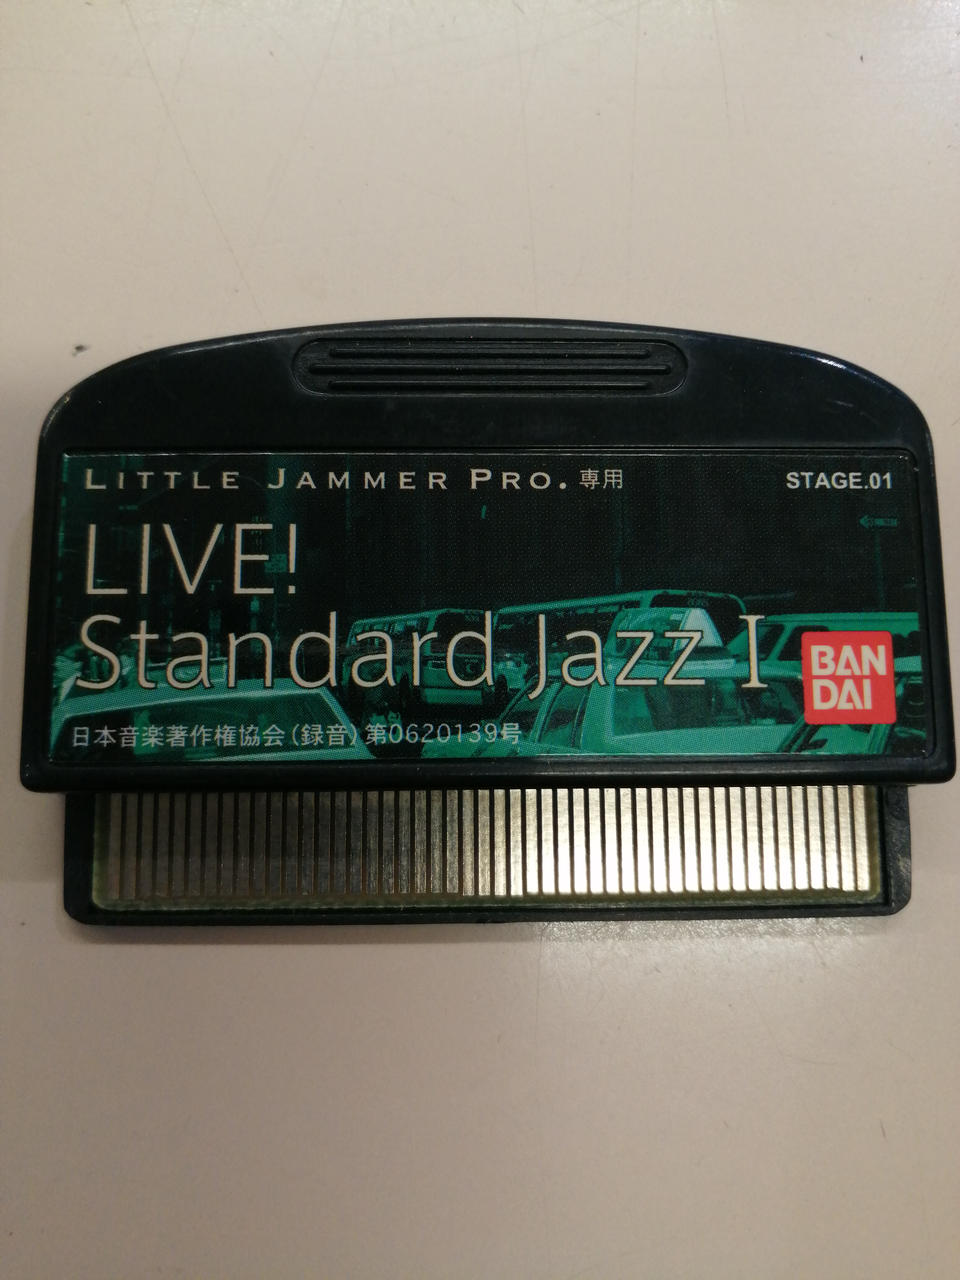 LITTLE JAMMER PRO. 専用
STAGE.01
LIVE!
Standard Jazz I
BAN
DAI
日本音楽著作権協会(録音)第0620139号